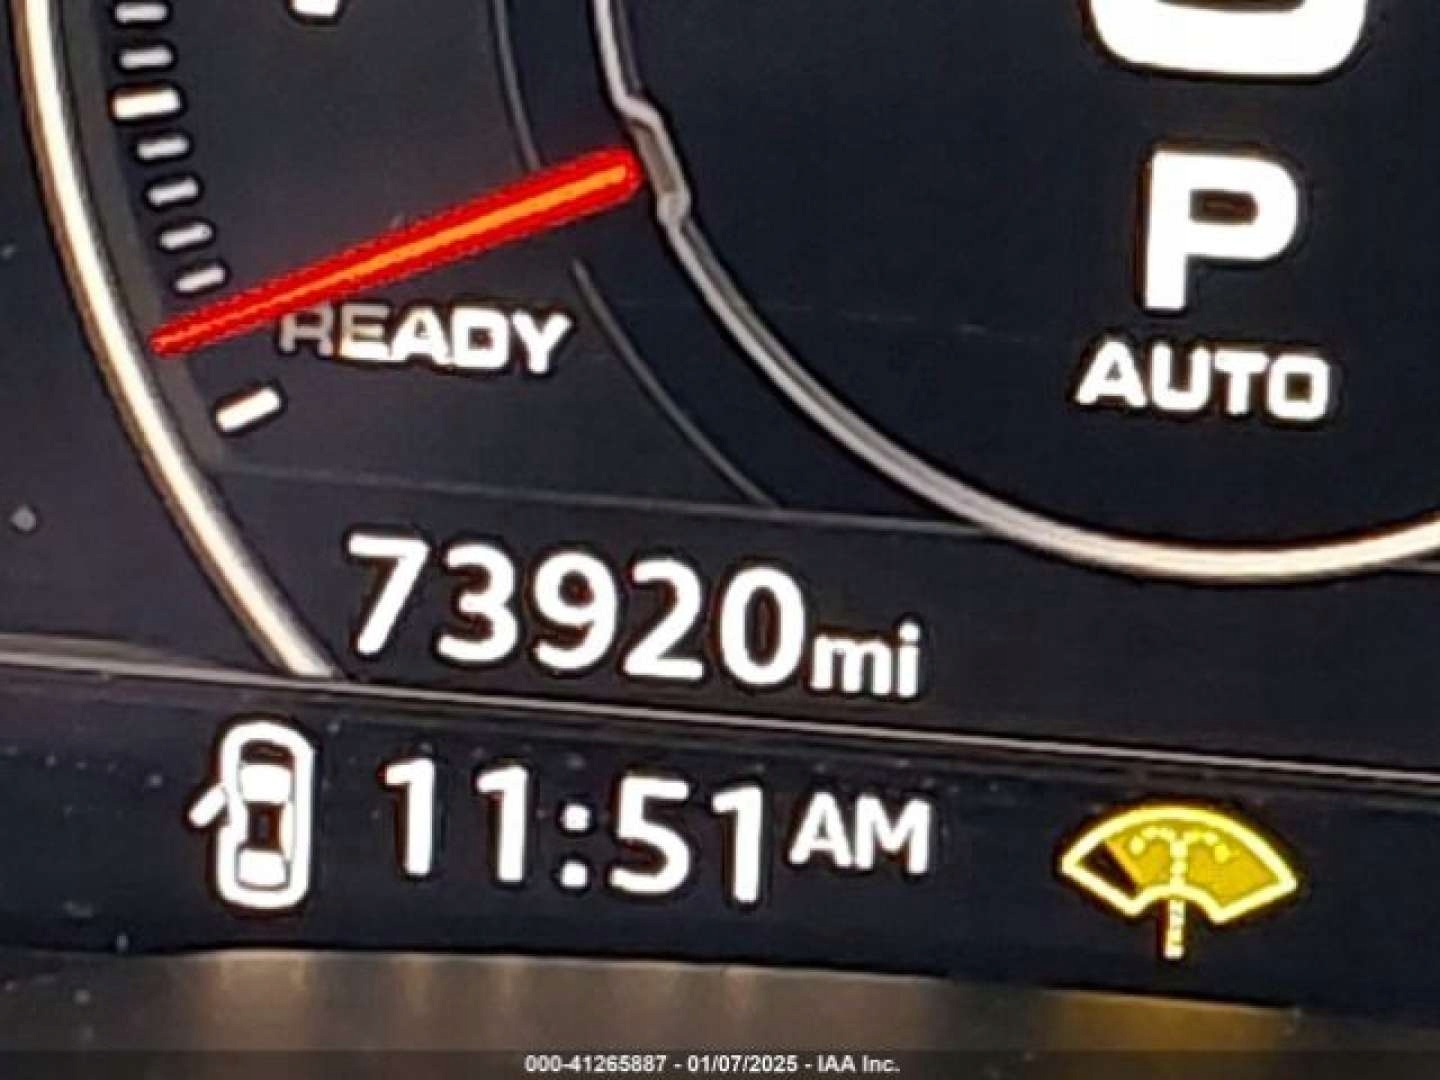 P
AUTO
READY
73920mi
11:51AM
000-41265887 - 01/07/2025 - IAA Inc.